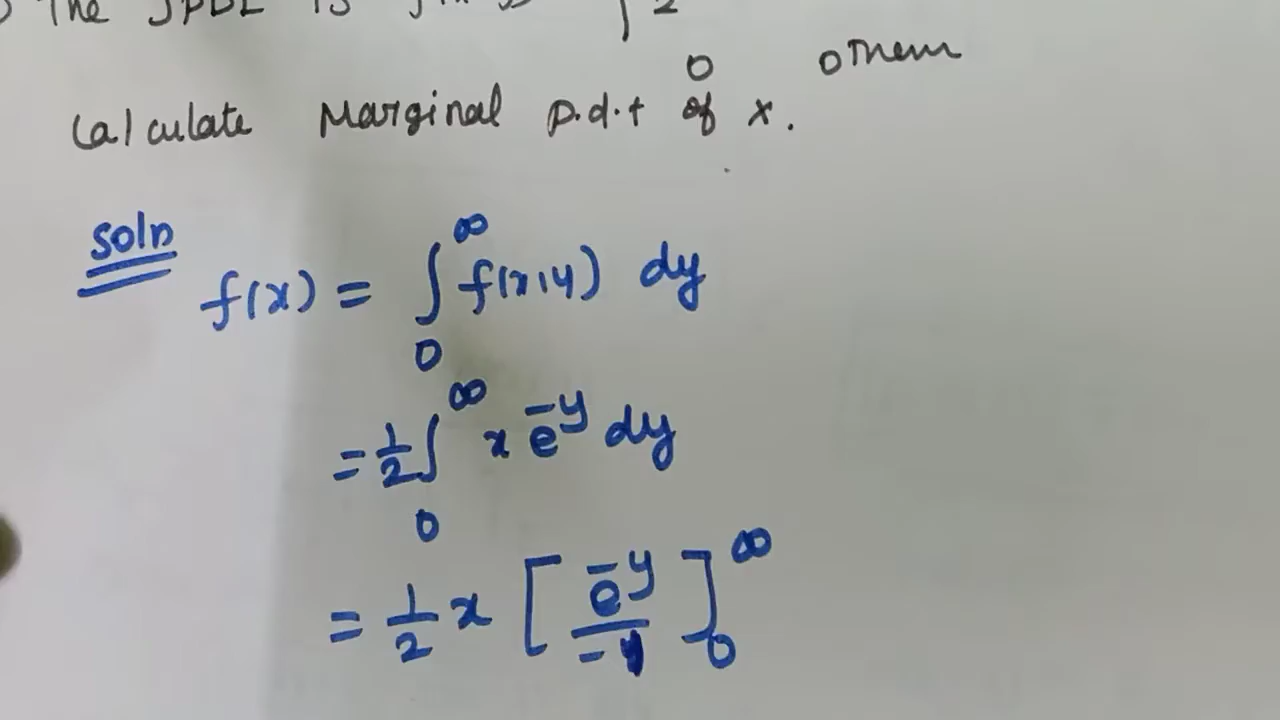 The JPDF is
Calculate Marginal p.d.f of x.
0 otherw
Soln
f(x) = ∫₀^∞ f(x,y) dy
= 1/2 ∫₀^∞ x e^-y dy
= 1/2 x [ e^-y / -1 ]₀^∞